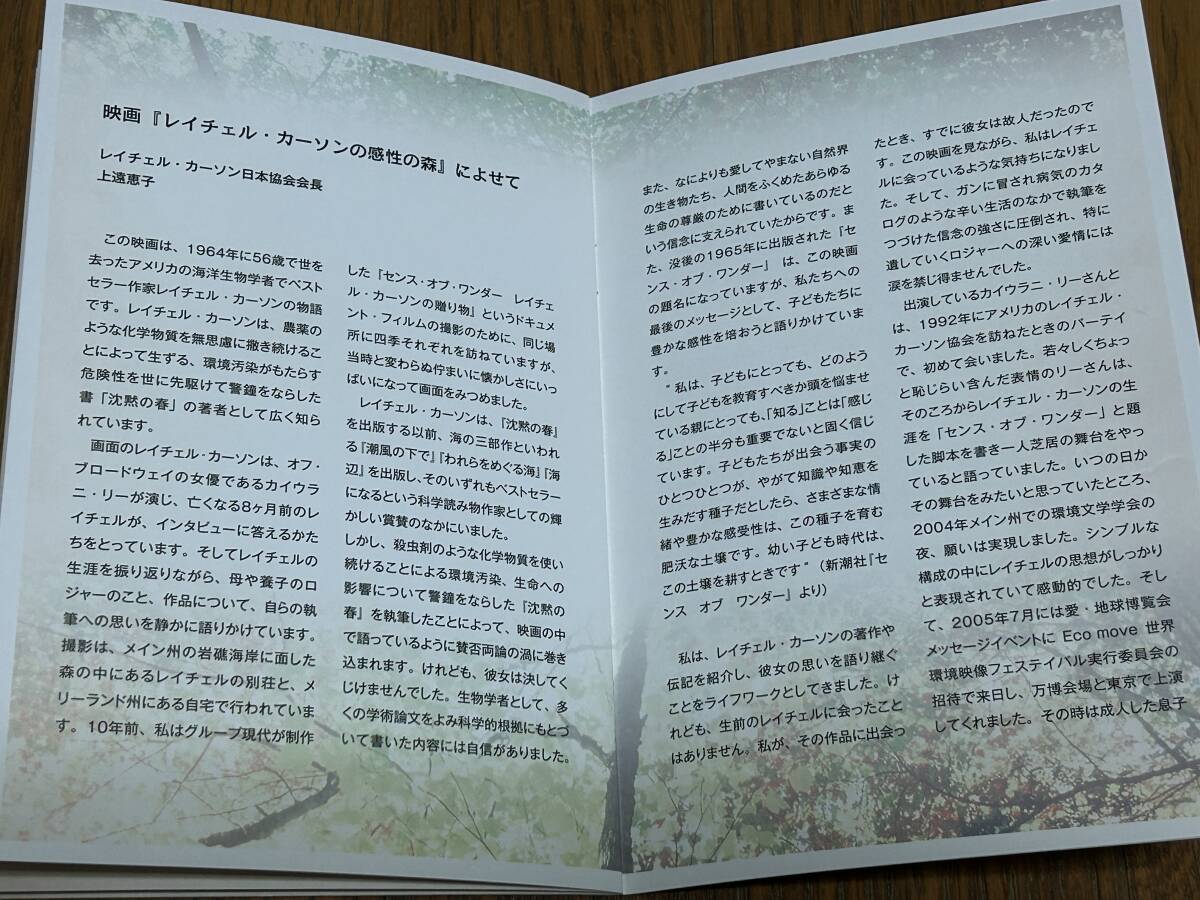 映画『レイチェル・カーソンの感性の森』によせて
レイチェル・カーソン日本協会会長
上遠恵子
この映画は、1964年に56歳で世を
去ったアメリカの海洋生物学者でベスト
セラー作家レイチェル・カーソンの物語
です。レイチェル・カーソンは、農薬の
ような化学物質を無思慮に撒き続けるこ
とによって生ずる、環境汚染がもたらす
危険性を世に先駆けて警鐘をならした
書「沈黙の春」の著者として広く知ら
れています。
画面のレイチェル・カーソンは、オフ・
ブロードウェイの女優であるカイウラ
ニ・リーが演じ、亡くなる8ヶ月前のレ
イチェルが、インタビューに答えるかた
ちをとっています。そしてレイチェルの
生涯を振り返りながら、母や養子のロ
ジャーのこと、作品について、自らの執
筆への思いを静かに語りかけています。
撮影は、メイン州の岩礁海岸に面した
森の中にあるレイチェルの別荘と、メ
リーランド州にある自宅で行われていま
す。10年前、私はグループ現代が制作
した『センス・オブ・ワンダー　レイチェ
ル・カーソンの贈り物』というドキュメ
ント・フィルムの撮影のために、同じ場
所に四季それぞれを訪ねていますが、
当時と変わらぬ佇まいに懐かしさにいっ
ぱいになって画面をみつめました。
レイチェル・カーソンは、『沈黙の春』
を出版する以前、海の三部作といわれ
る『潮風の下で』『われらをめぐる海』『海
辺』を出版し、そのいずれもベストセラー
になるという科学読み物作家としての輝
かしい賞賛のなかにいました。
しかし、殺虫剤のような化学物質を使い
続けることによる環境汚染、生命への
影響について警鐘をならした『沈黙の
春』を執筆したことによって、映画の中
で語っているように賛否両論の渦に巻き
込まれます。けれども、彼女は決してく
じけませんでした。生物学者として、多
くの学術論文をよみ科学的根拠にもとづ
いて書いた内容には自信がありました。
また、なによりも愛してやまない自然界
の生き物たち、人間をふくめたあらゆる
生命の尊厳のために書いているのだと
いう信念に支えられていたからです。ま
た、没後の1965年に出版された『セ
ンス・オブ・ワンダー』 は、この映画
の題名になっていますが、私たちへの
最後のメッセージとして、子どもたちに
豊かな感性を培おうと語りかけていま
す。
“私は、子どもにとっても、どのよう
にして子どもを教育すべきか頭を悩ませ
ている親にとっても、「知る」ことは「感じ
る」ことの半分も重要でないと固く信じ
ています。子どもたちが出会う事実の
ひとつひとつが、やがて知識や知恵を
生みだす種子だとしたら、さまざまな情
緒や豊かな感受性は、この種子を育む
肥沃な土壌です。幼い子ども時代は、
この土壌を耕すときです“（新潮社『セ
ンス　オブ　ワンダー』より）
私は、レイチェル・カーソンの著作や
伝記を紹介し、彼女の思いを語り継ぐ
ことをライフワークとしてきました。け
れども、生前のレイチェルに会ったこと
はありません。私が、その作品に出会っ
たとき、すでに彼女は故人だったので
す。この映画を見ながら、私はレイチェ
ルに会っているような気持ちになりまし
た。そして、ガンに冒され病気のカタ
ログのような辛い生活のなかで執筆を
つづけた信念の強さに圧倒され、特に
遺していくロジャーへの深い愛情には
涙を禁じ得ませんでした。
出演しているカイウラニ・リーさんと
は、1992年にアメリカのレイチェル・
カーソン協会を訪ねたときのパーテイ
で、初めて会いました。若々しくちょっ
と恥じらい含んだ表情のリーさんは、
そのころからレイチェル・カーソンの生
涯を「センス・オブ・ワンダー」と題
した脚本を書き一人芝居の舞台をやっ
ていると語っていました。いつの日か
その舞台をみたいと思っていたところ、
2004年メイン州での環境文学学会の
夜、願いは実現しました。シンプルな
構成の中にレイチェルの思想がしっかり
と表現されていて感動的でした。そし
て、2005年7月には愛・地球博覧会
メッセージイベントに Eco move 世界
環境映像フェステイバル実行委員会の
招待で来日し、万博会場と東京で上演
してくれました。その時は成人した息子